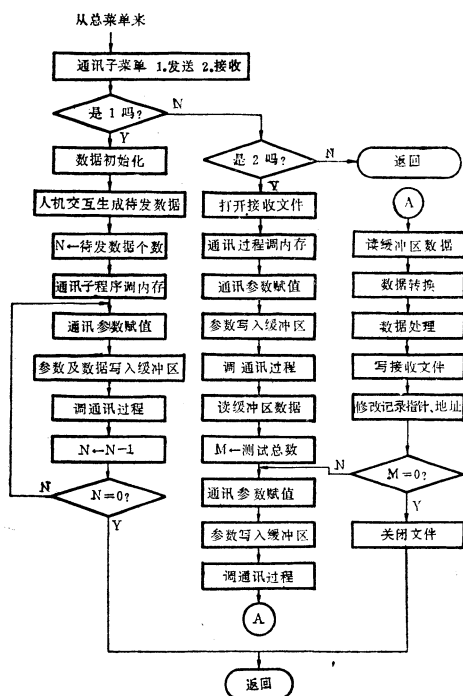 从总菜单来
通讯子菜单 1.发送 2.接收
是1吗?
N
Y
数据初始化
人机交互生成待发数据
N←待发数据个数
通讯子程序调内存
通讯参数赋值
参数及数据写入缓冲区
调通讯过程
N←N-1
N
N=0?
Y
是2吗?
N
返回
Y
打开接收文件
通讯过程调内存
通讯参数赋值
参数写入缓冲区
调通讯过程
读缓冲区数据
M←测试总数
通讯参数赋值
参数写入缓冲区
调通讯过程
A
A
读缓冲区数据
数据转换
数据处理
写接收文件
修改记录指针、地址
N
M=0?
Y
关闭文件
返回